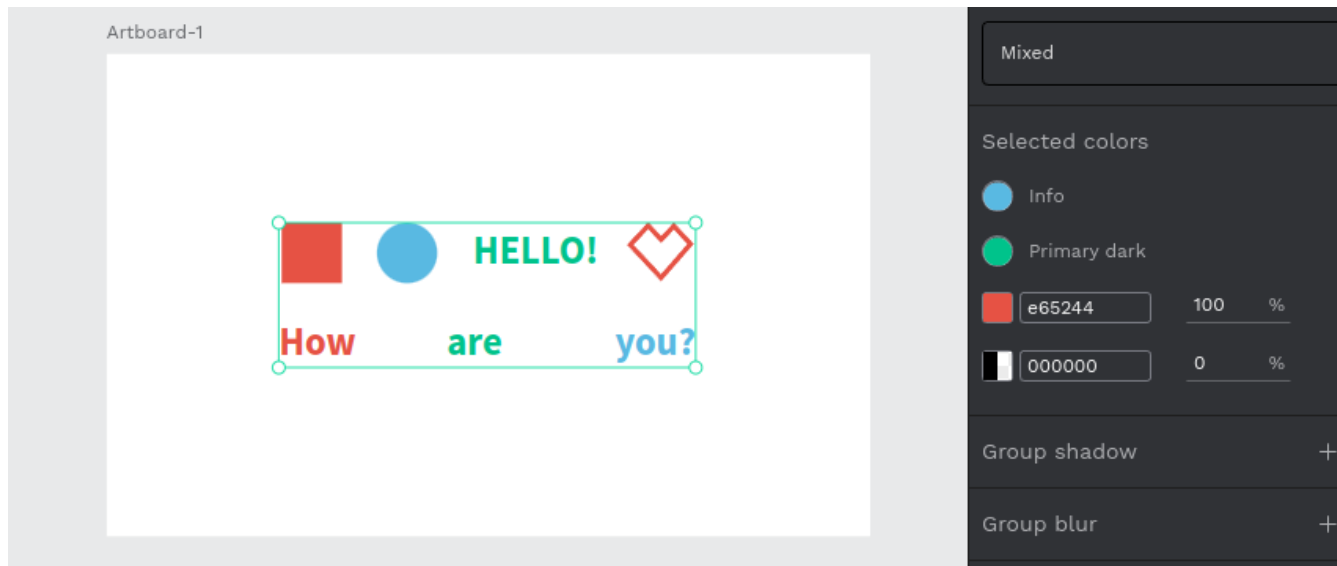 Artboard-1
HELLO!
How are you?
Mixed
Selected colors
Info
Primary dark
e65244 100 %
000000 0 %
Group shadow +
Group blur +